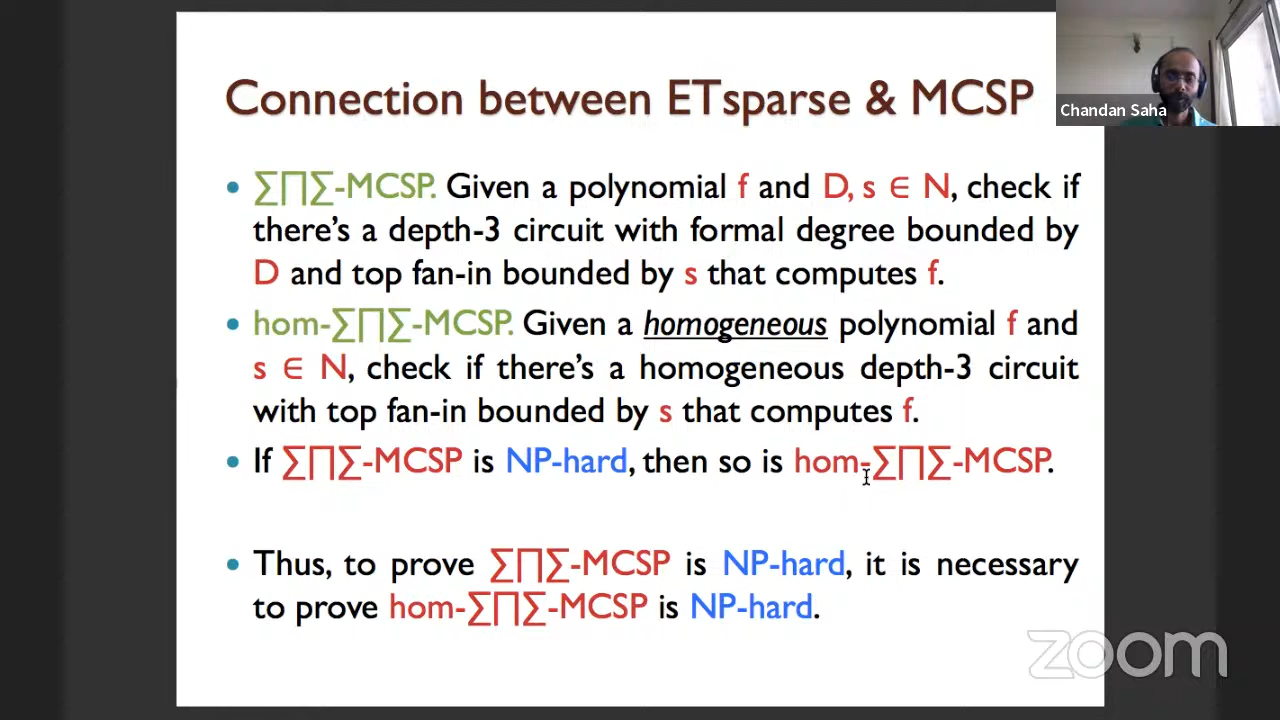 Connection between ETsparse & MCSP
Chandan Saha
• ∑∏∑-MCSP. Given a polynomial f and D, s ∈ N, check if
there's a depth-3 circuit with formal degree bounded by
D and top fan-in bounded by s that computes f.
• hom-∑∏∑-MCSP. Given a homogeneous polynomial f and
s ∈ N, check if there's a homogeneous depth-3 circuit
with top fan-in bounded by s that computes f.
• If ∑∏∑-MCSP is NP-hard, then so is hom-∑∏∑-MCSP.
• Thus, to prove ∑∏∑-MCSP is NP-hard, it is necessary
to prove hom-∑∏∑-MCSP is NP-hard.
zoom